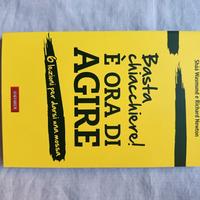 Shaa Wasmund e Richard Newton
Basta
chiacchiere!
È ORA DI
AGIRE
6 lezioni per darsi una mossa